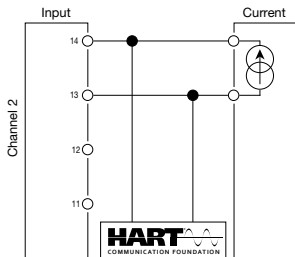 Input
Current
Channel 2
14
13
12
11
HART
COMMUNICATION FOUNDATION